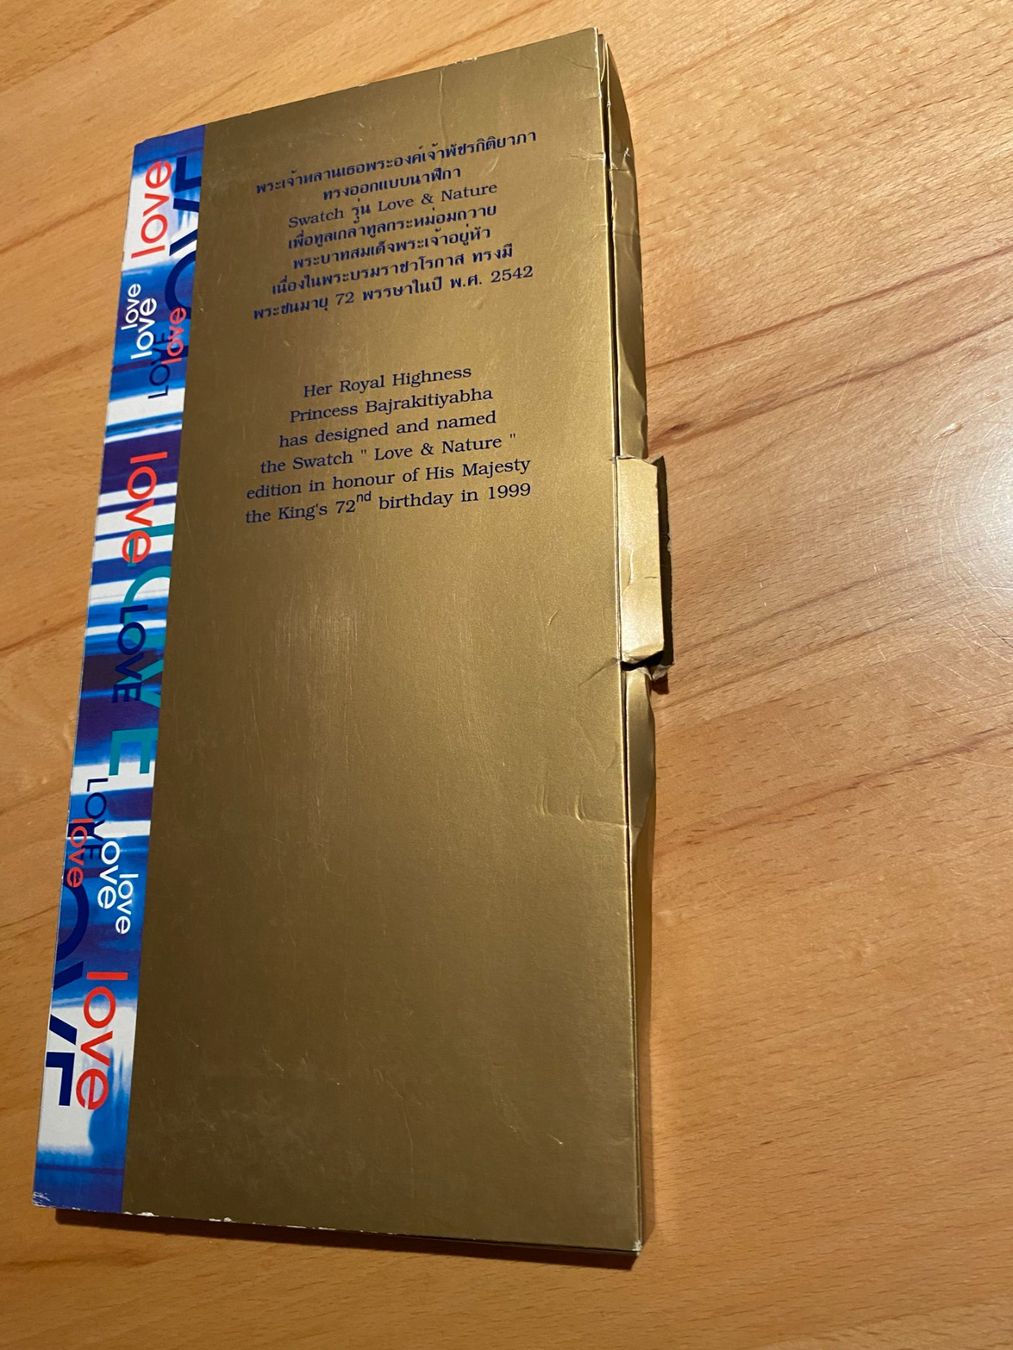 พระเจ้าหลานเธอพระองค์เจ้าพัชรกิติยาภา
ทรงออกแบบนาฬิกา
Swatch รุ่น Love & Nature
เพื่อทูลเกล้าทูลกระหม่อมถวาย
พระบาทสมเด็จพระเจ้าอยู่หัว
เนื่องในพระบรมราชาโรกาส ทรงมี
พระชนมายุ 72 พรรษาในปี พ.ศ. 2542
Her Royal Highness
Princess Bajrakitiyabha
has designed and named
the Swatch " Love & Nature "
edition in honour of His Majesty
the King's 72nd birthday in 1999
love
love
love
love
LOVE
love
LOVE
LOVE
LOVE
love
love
love
love